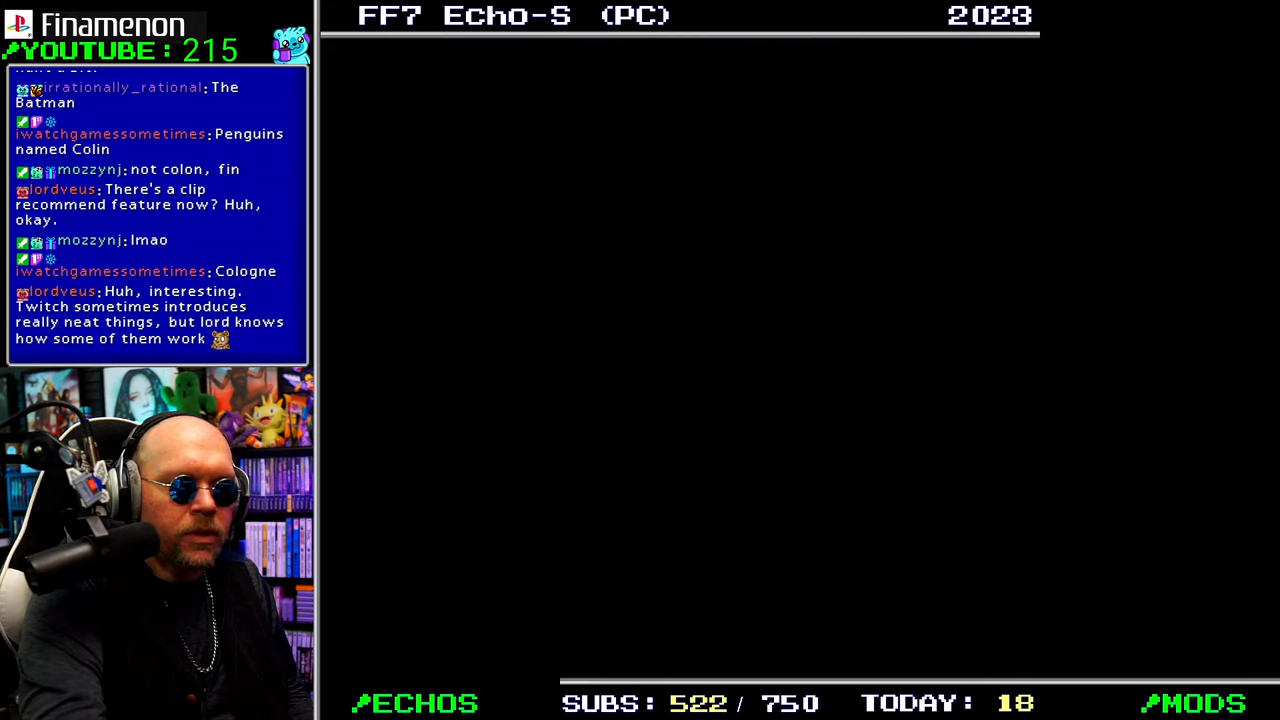 Finamenon
YOUTUBE: 215
FF7 Echo-S (PC) 2023
irrationally_rational: The
Batman
iwatchgamessometimes: Penguins
named Colin
mozzynj: not colon, fin
lordveus: There's a clip
recommend feature now? Huh,
okay.
mozzynj: lmao
iwatchgamessometimes: Cologne
lordveus: Huh, interesting.
Twitch sometimes introduces
really neat things, but lord knows
how some of them work
ECHOS SUBS: 522/ 750 TODAY: 18 MODS